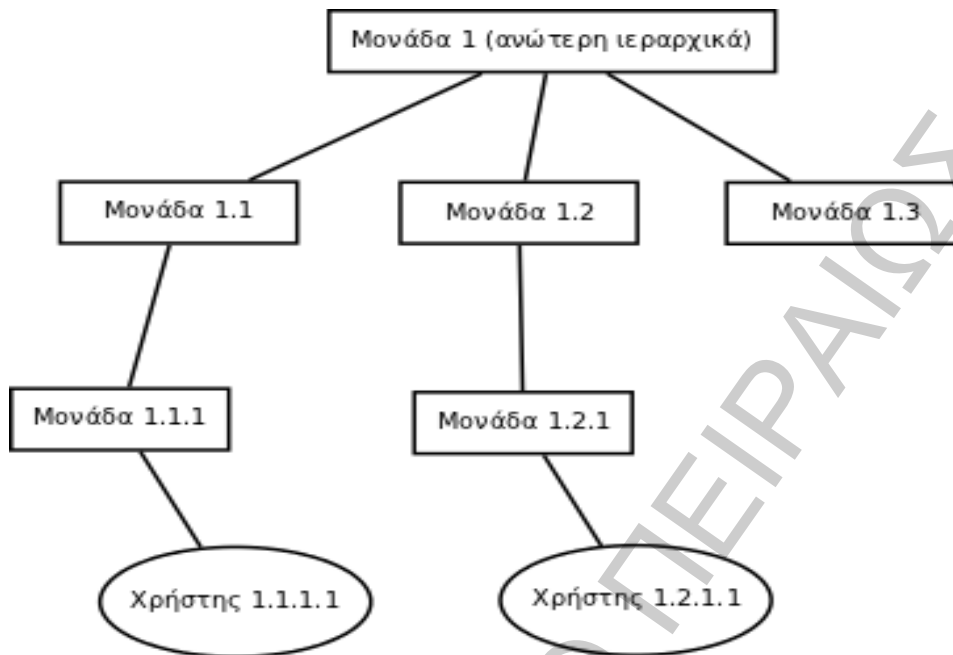 Μονάδα 1 (ανώτερη ιεραρχικά)
Μονάδα 1.1
Μονάδα 1.2
Μονάδα 1.3
Μονάδα 1.1.1
Μονάδα 1.2.1
Χρήστης 1.1.1.1
Χρήστης 1.2.1.1
ΠΕΙΡΑΙΩΣ